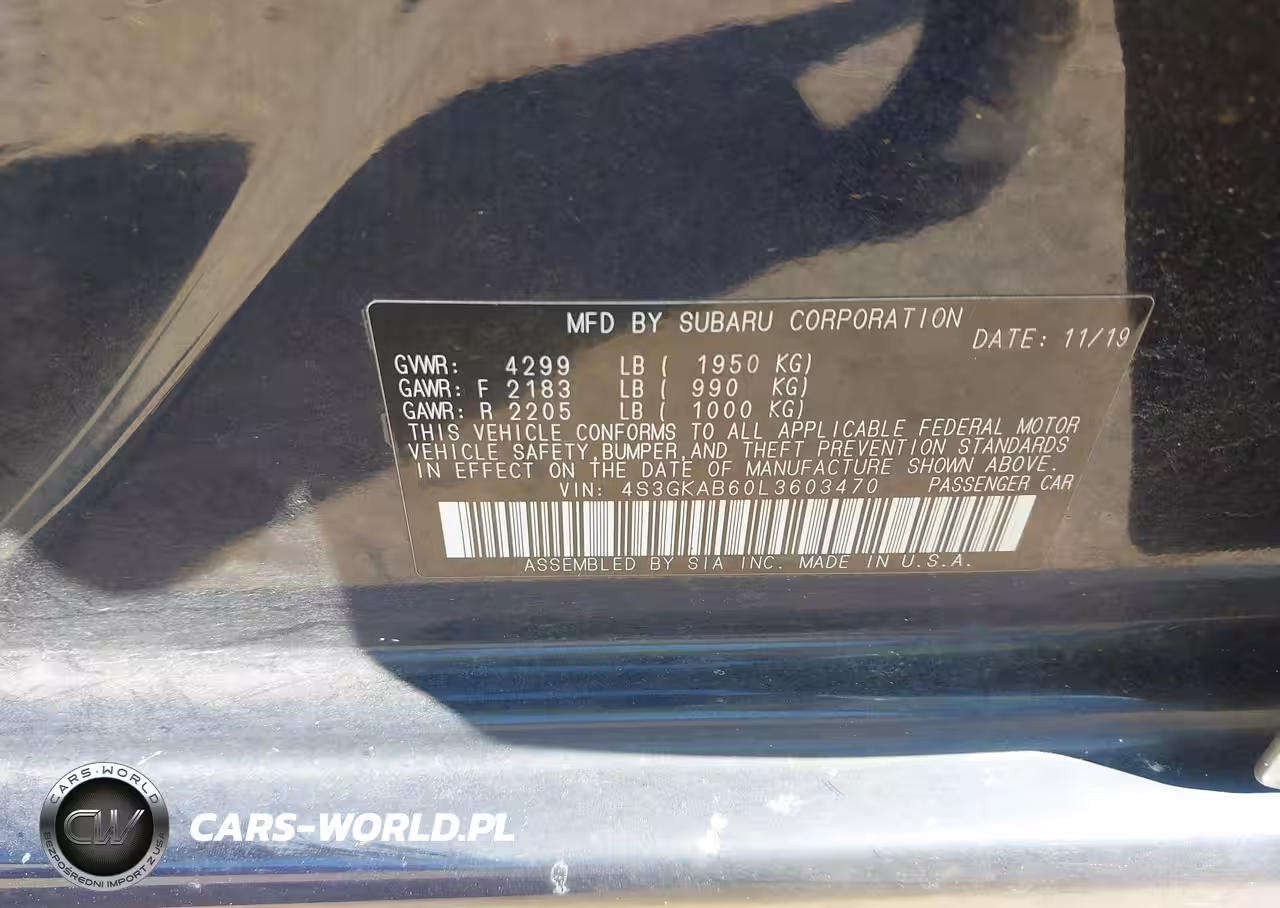 MFD BY SUBARU CORPORATION
DATE: 11/19
GVWR: 4299 LB ( 1950 KG)
GAWR: F 2183 LB ( 990 KG)
GAWR: R 2205 LB ( 1000 KG)
THIS VEHICLE CONFORMS TO ALL APPLICABLE FEDERAL MOTOR
VEHICLE SAFETY,BUMPER,AND THEFT PREVENTION STANDARDS
IN EFFECT ON THE DATE OF MANUFACTURE SHOWN ABOVE.
VIN: 4S3GKAB60L3603470 PASSENGER CAR
ASSEMBLED BY SIA INC. MADE IN U.S.A.
CARS-WORLD
CW
BEZPOŚREDNI IMPORT Z USA
CARS-WORLD.PL